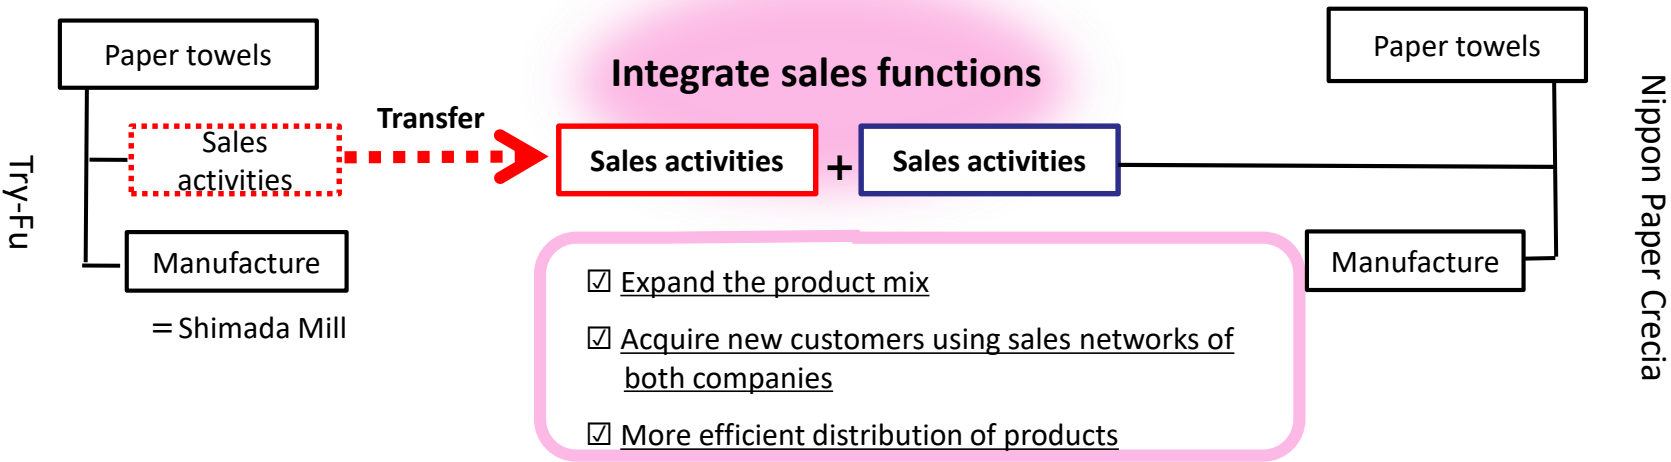 Try-Fu
Paper towels
Sales
activities
Manufacture
＝Shimada Mill
Transfer
Integrate sales functions
Sales activities
+
Sales activities
☑ Expand the product mix
☑ Acquire new customers using sales networks of
both companies
☑ More efficient distribution of products
Paper towels
Manufacture
Nippon Paper Crecia